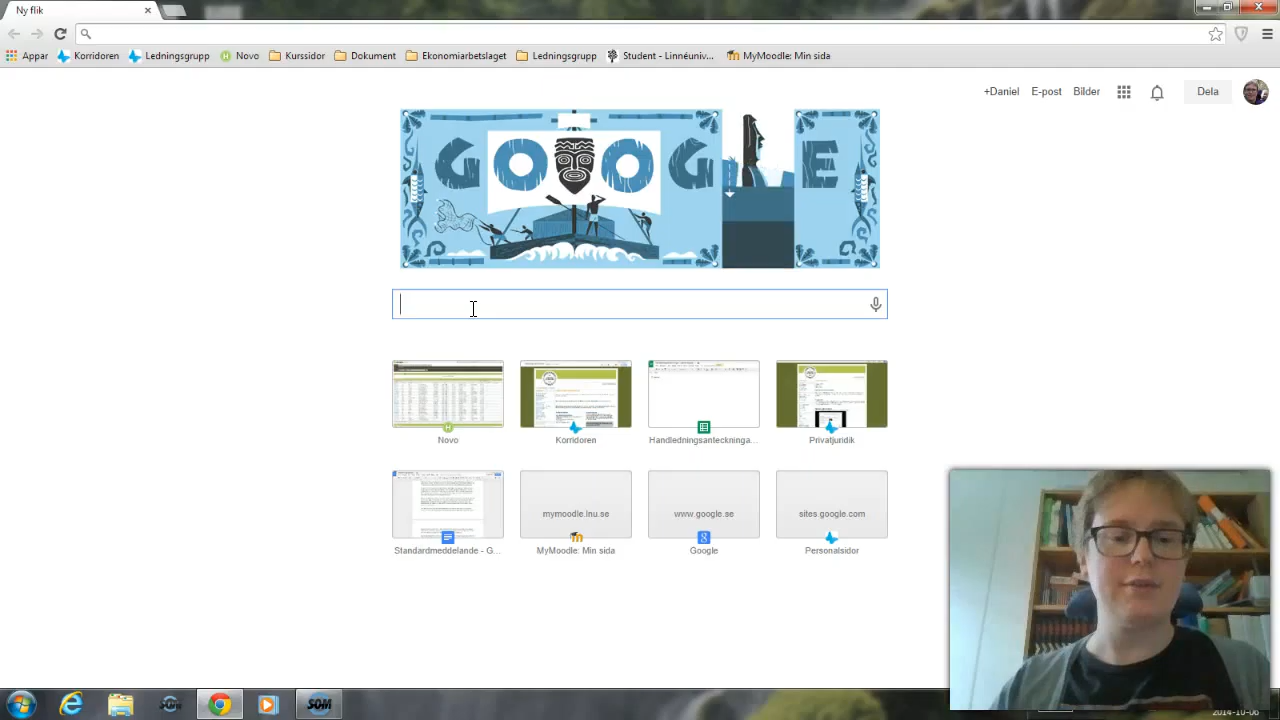 Ny flik
Appar Korridoren Ledningsgrupp Novo Kurssidor Dokument Ekonomiarbetslaget Ledningsgrupp Student - Linnéuniv... MyMoodle: Min sida
+Daniel E-post Bilder Dela
GOOGLE
Novo Korridoren Handledningsanteckninga... Privatjuridik
mymoodle.lnu.se www.google.se sites.google.com
Standardmeddelande - G... MyMoodle: Min sida Google Personalsidor
SOM SOM
2014-10-06